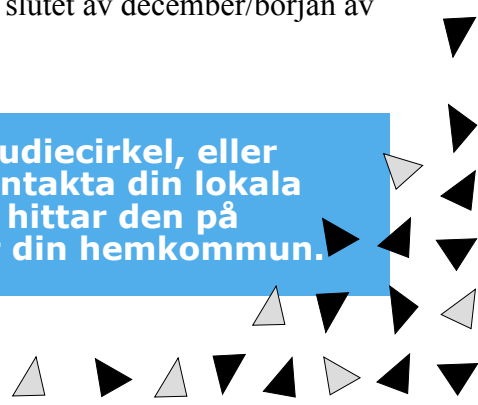 slutet av december/början av
udiecirkel, eller
ntakta din lokala
hittar den på
din hemkommun.